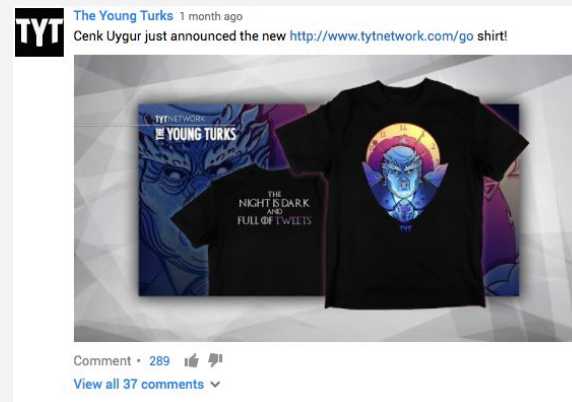 TYT
The Young Turks 1 month ago
Cenk Uygur just announced the new http://www.tytnetwork.com/go shirt!
TYTNETWORK
THE YOUNG TURKS
THE
NIGHT IS DARK
AND
FULL OF TWEETS
TYT
Comment • 289
View all 37 comments